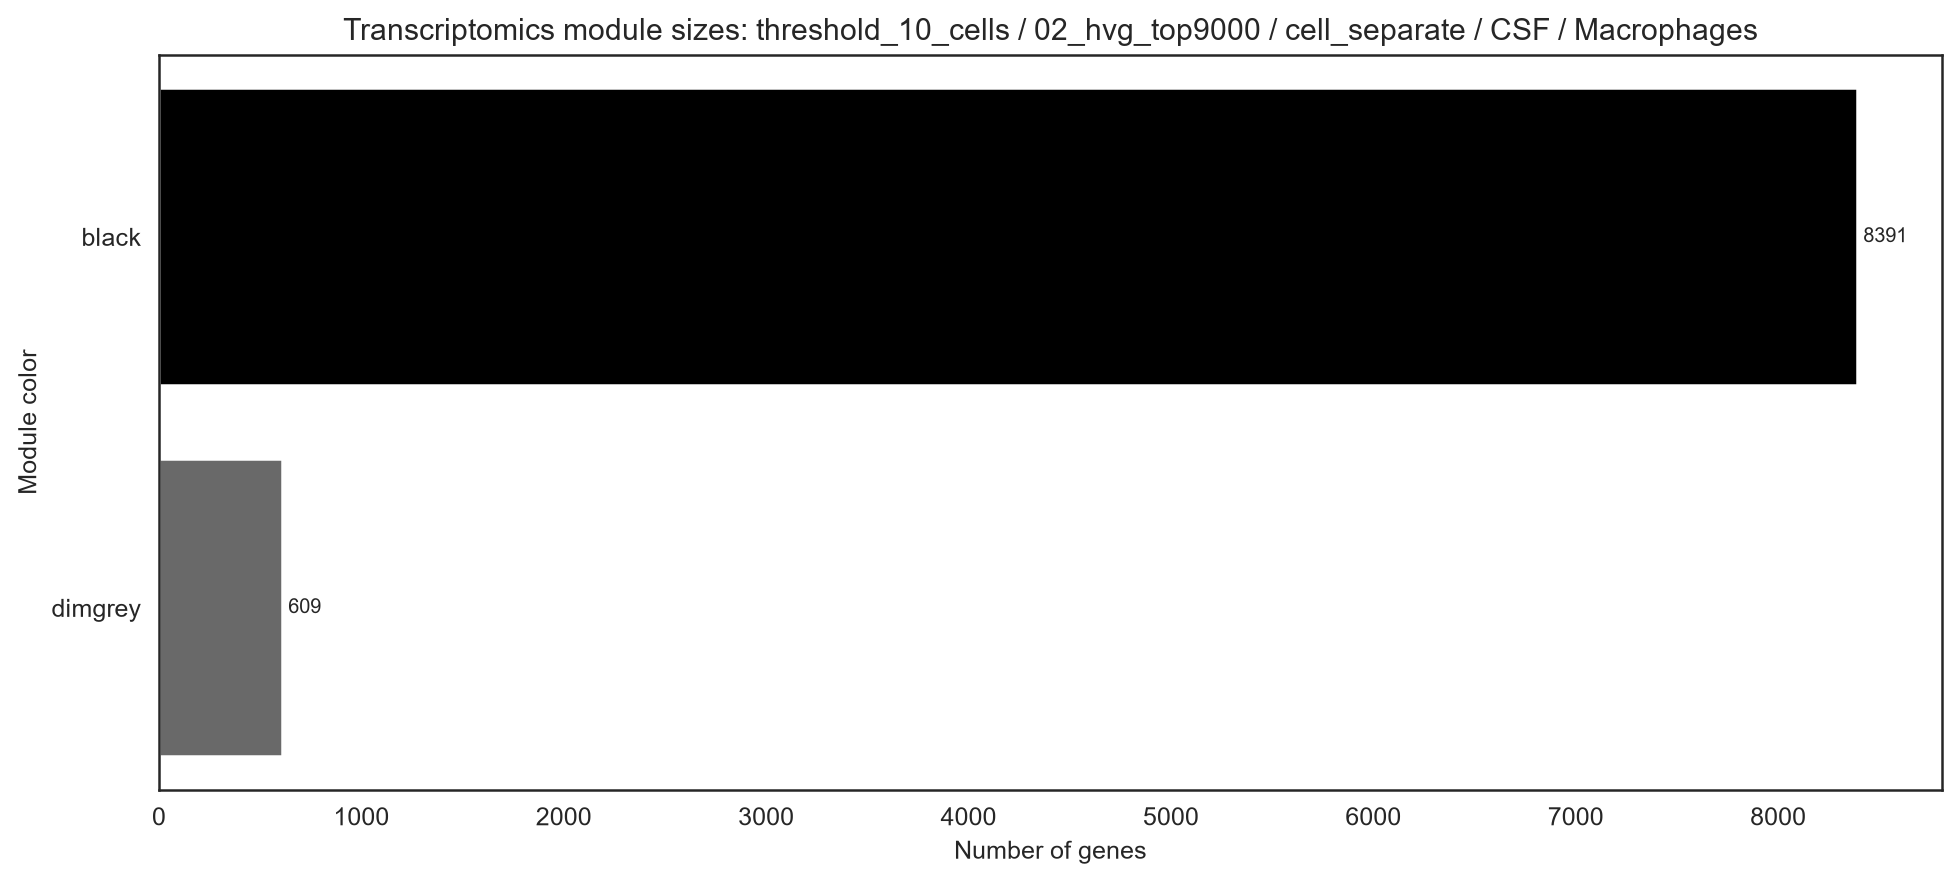 Transcriptomics module sizes: threshold_10_cells / 02_hvg_top9000 / cell_separate / CSF / Macrophages
Module color
black
8391
dimgrey
609
0 1000 2000 3000 4000 5000 6000 7000 8000
Number of genes